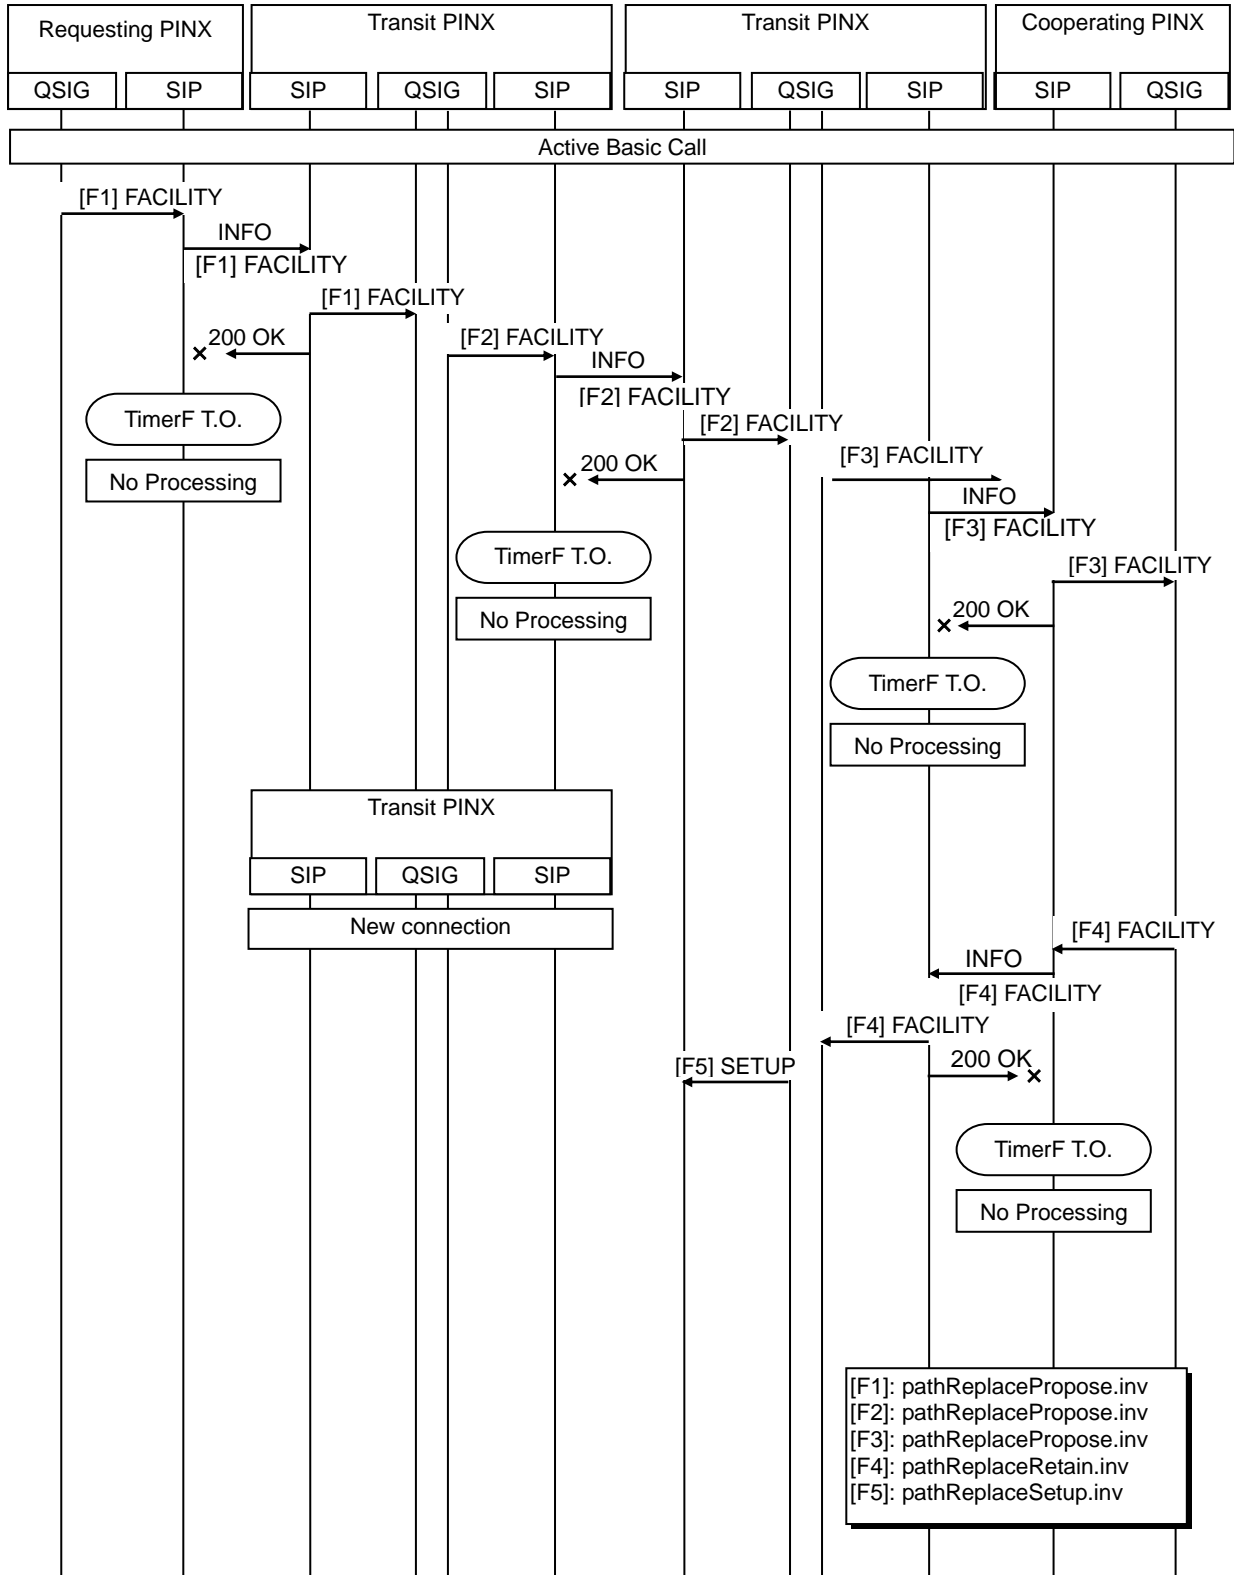 Requesting PINX
Transit PINX
Transit PINX
Cooperating PINX
QSIG
SIP
SIP
QSIG
SIP
SIP
QSIG
SIP
SIP
QSIG
Active Basic Call
[F1] FACILITY
INFO
[F1] FACILITY
[F1] FACILITY
200 OK
[F2] FACILITY
INFO
[F2] FACILITY
TimerF T.O.
[F2] FACILITY
200 OK
[F3] FACILITY
No Processing
INFO
[F3] FACILITY
TimerF T.O.
[F3] FACILITY
No Processing
200 OK
TimerF T.O.
No Processing
Transit PINX
SIP
QSIG
SIP
New connection
[F4] FACILITY
INFO
[F4] FACILITY
[F4] FACILITY
[F5] SETUP
200 OK
TimerF T.O.
No Processing
[F1]: pathReplacePropose.inv
[F2]: pathReplacePropose.inv
[F3]: pathReplacePropose.inv
[F4]: pathReplaceRetain.inv
[F5]: pathReplaceSetup.inv